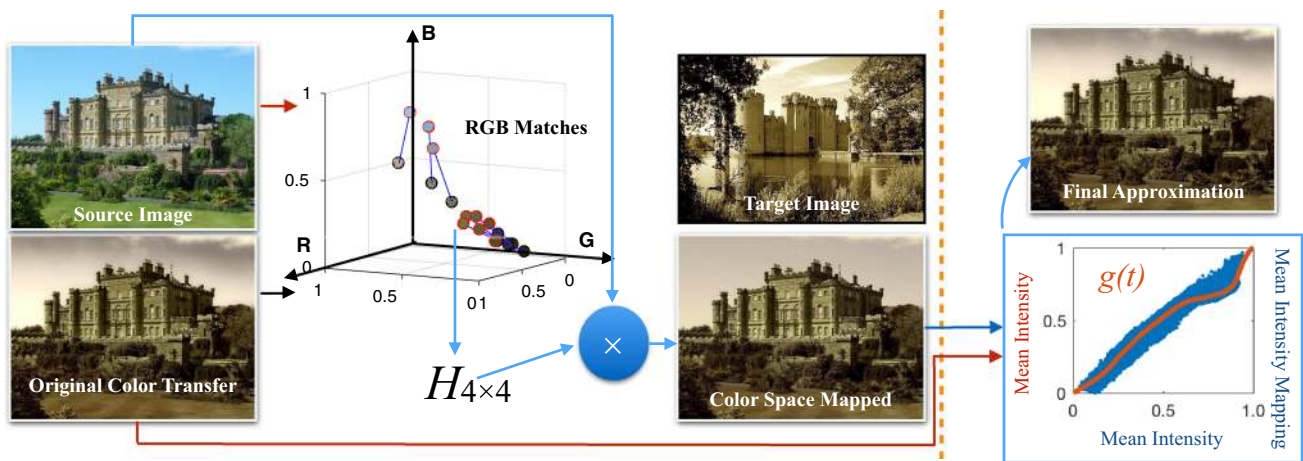 Source Image
Original Color Transfer
B
RGB Matches
1
0.5
R
0
1
0.5
01
0.5
0
G
H4×4
×
Target Image
Color Space Mapped
Final Approximation
Mean Intensity
1
0.5
0
g(t)
0
0.5
1.0
Mean Intensity
Mean Intensity Mapping